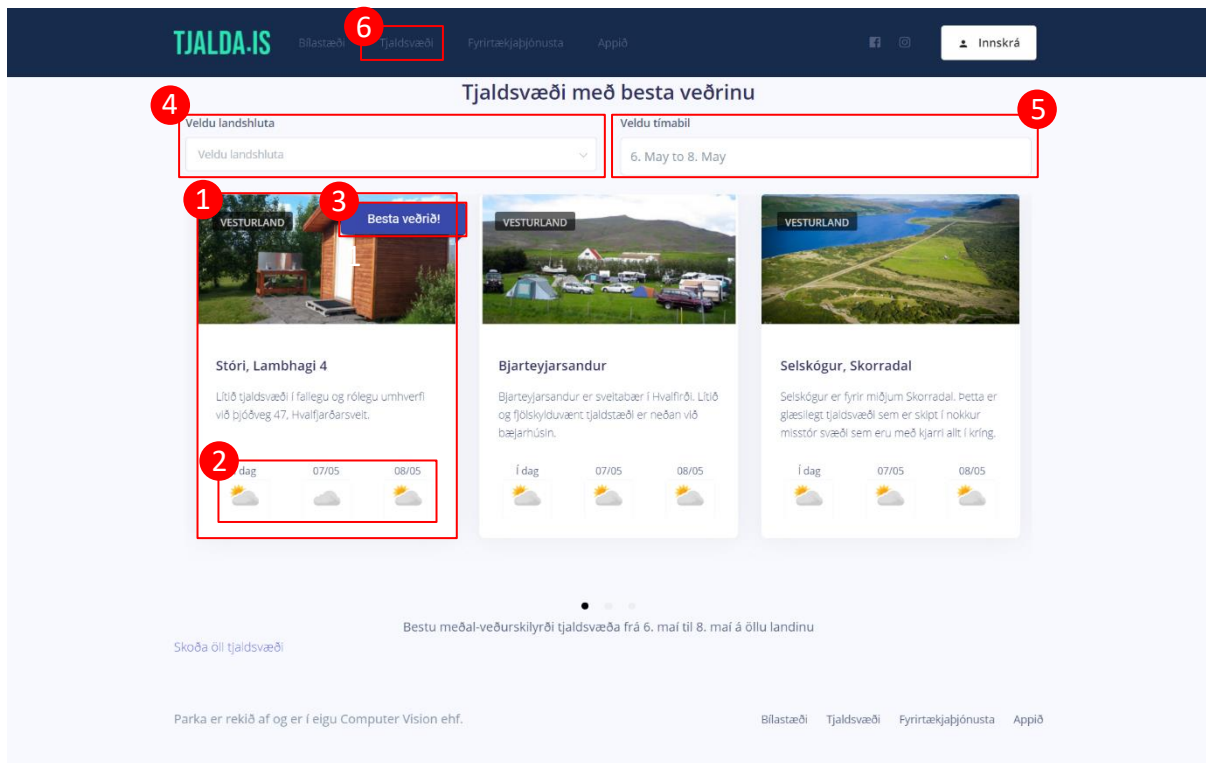 TJALDA.IS Bílastæði 6 Tjaldsvæði Fyrirtækjaþjónusta Appið Innskrá
Tjaldsvæði með besta veðrinu
4 5
Veldu landshluta Veldu tímabil
Veldu landshluta 6. May to 8. May
1 3
VESTURLAND Besta veðrið! VESTURLAND VESTURLAND
Stóri, Lambhagi 4
Lítið tjaldsvæði í fallegu og rólegu umhverfi
við þjóðveg 47, Hvalfjarðarsveit.
2
dag 07/05 08/05
Bjarteyjarsandur
Bjarteyjarsandur er sveitabær í Hvalfirði. Lítið
og fjölskylduvænt tjaldstæði er neðan við
bæjarhúsin.
Í dag 07/05 08/05
Selskógur, Skorradal
Selskógur er fyrir miðjum Skorradal. Þetta er
glæsilegt tjaldsvæði sem er skipt í nokkur
misstór svæði sem eru með kjarri allt í kring.
Í dag 07/05 08/05
Bestu meðal-veðurskilyrði tjaldsvæða frá 6. maí til 8. maí á öllu landinu
Skoða öll tjaldsvæði
Parka er rekið af og er í eigu Computer Vision ehf. Bílastæði Tjaldsvæði Fyrirtækjaþjónusta Appið